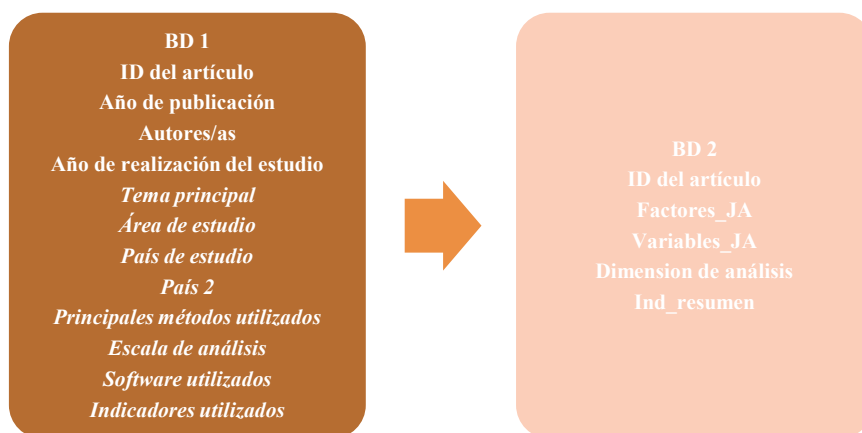 BD 1
ID del artículo
Año de publicación
Autores/as
Año de realización del estudio
Tema principal
Área de estudio
País de estudio
País 2
Principales métodos utilizados
Escala de análisis
Software utilizados
Indicadores utilizados
BD 2
ID del artículo
Factores_JA
Variables_JA
Dimension de análisis
Ind_resumen